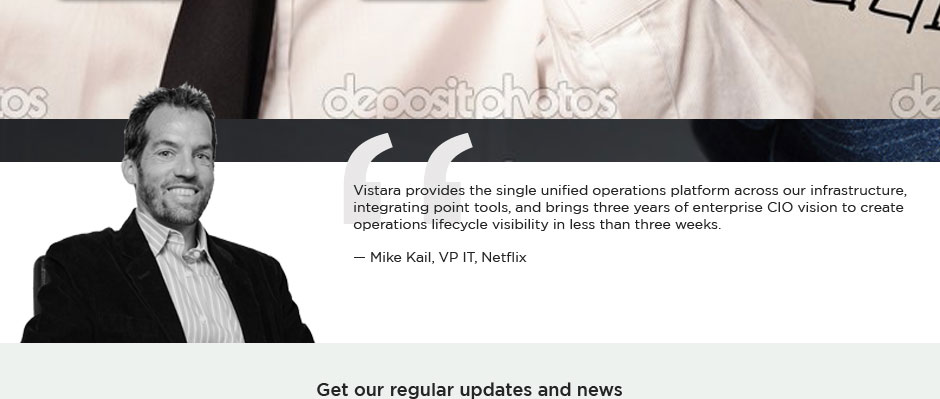 os depositphotos de
Vistara provides the single unified operations platform across our infrastructure,
integrating point tools, and brings three years of enterprise CIO vision to create
operations lifecycle visibility in less than three weeks.
— Mike Kail, VP IT, Netflix
Get our regular updates and news